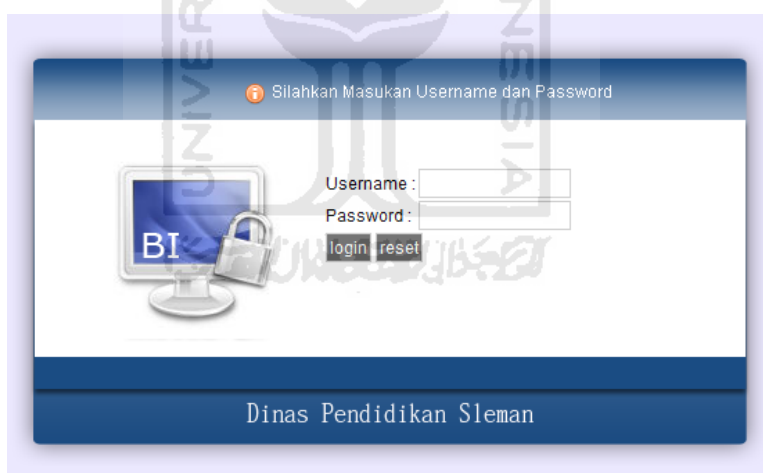 Silahkan Masukan Username dan Password
Username :
Password :
login reset
BI
Dinas Pendidikan Sleman